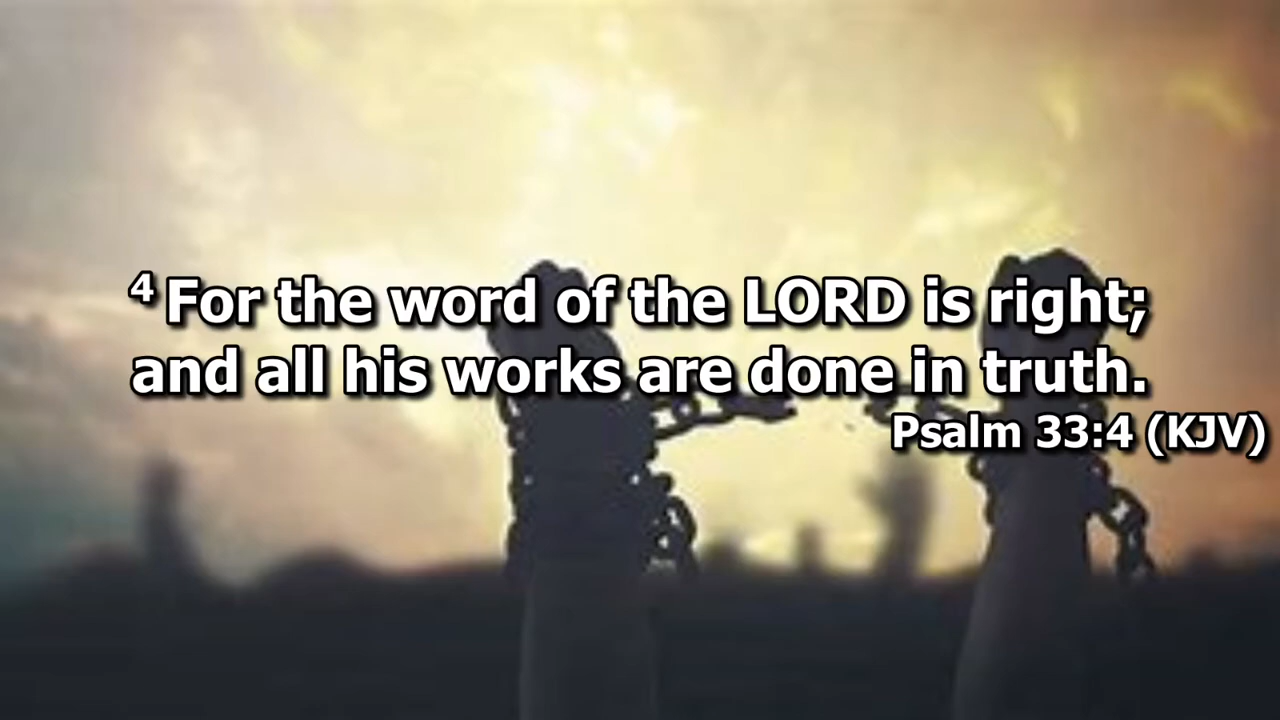 4 For the word of the LORD is right;
and all his works are done in truth.
Psalm 33:4 (KJV)